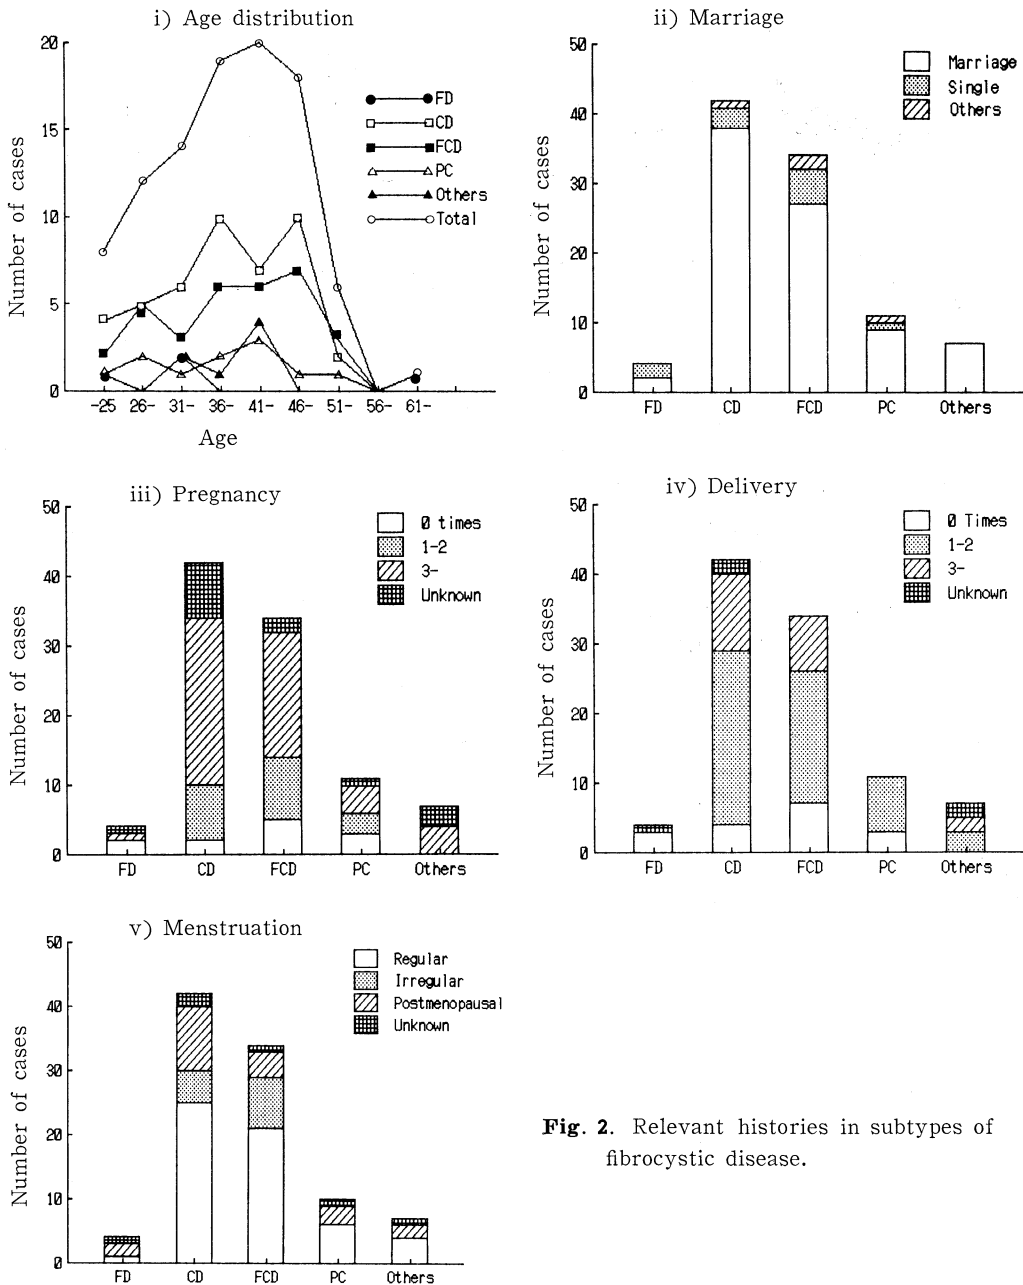 i) Age distribution
Number of cases
20
15
10
5
0
-25 26- 31- 36- 41- 46- 51- 56- 61-
Age
FD
CD
FCD
PC
Others
Total
ii) Marriage
Number of cases
50
40
30
20
10
0
FD CD FCD PC Others
Marriage
Single
Others
iii) Pregnancy
Number of cases
50
40
30
20
10
0
FD CD FCD PC Others
0 times
1-2
3-
Unknown
iv) Delivery
Number of cases
50
40
30
20
10
0
FD CD FCD PC Others
0 Times
1-2
3-
Unknown
v) Menstruation
Number of cases
50
40
30
20
10
0
FD CD FCD PC Others
Regular
Irregular
Postmenopausal
Unknown
Fig. 2. Relevant histories in subtypes of
fibrocystic disease.